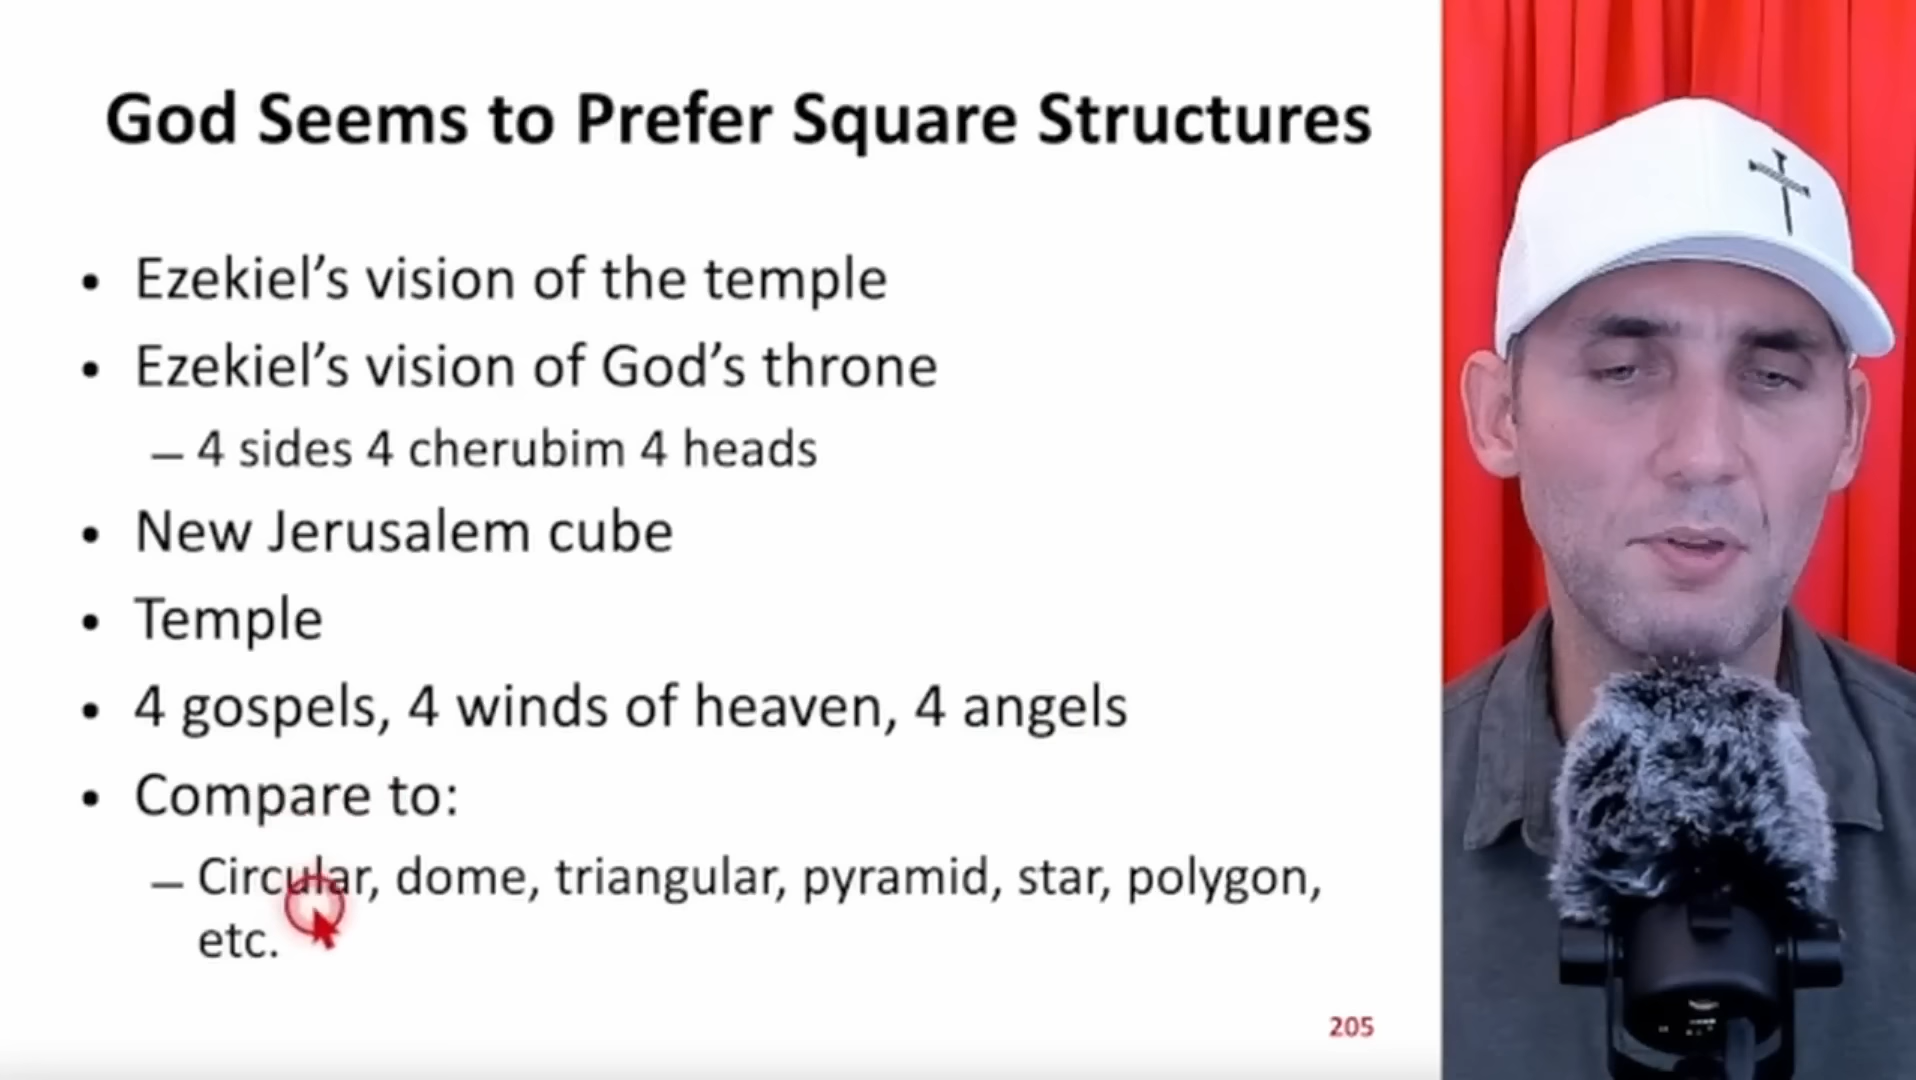 God Seems to Prefer Square Structures
• Ezekiel’s vision of the temple
• Ezekiel’s vision of God’s throne
– 4 sides 4 cherubim 4 heads
• New Jerusalem cube
• Temple
• 4 gospels, 4 winds of heaven, 4 angels
• Compare to:
– Circular, dome, triangular, pyramid, star, polygon,
etc.
205